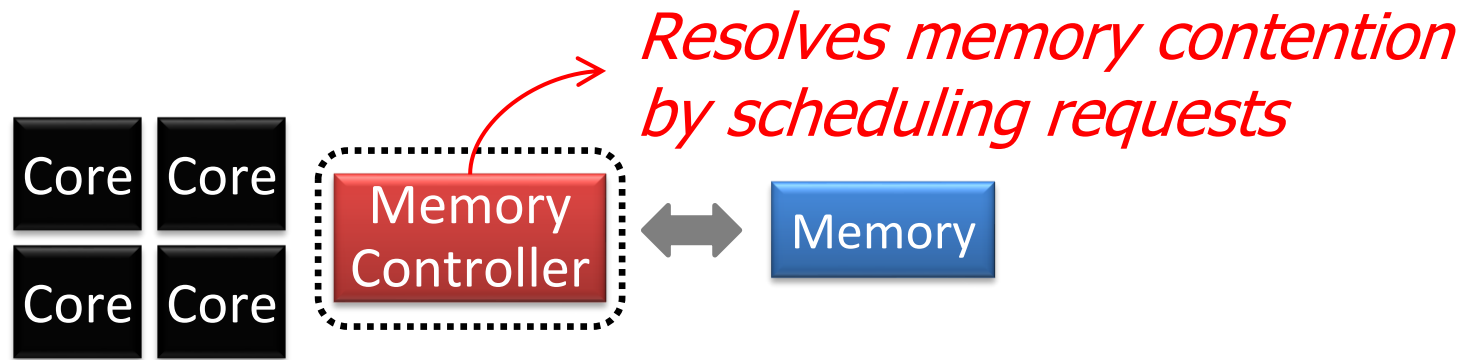 Resolves memory contention
by scheduling requests
Core Core
Memory
Controller
Memory
Core Core